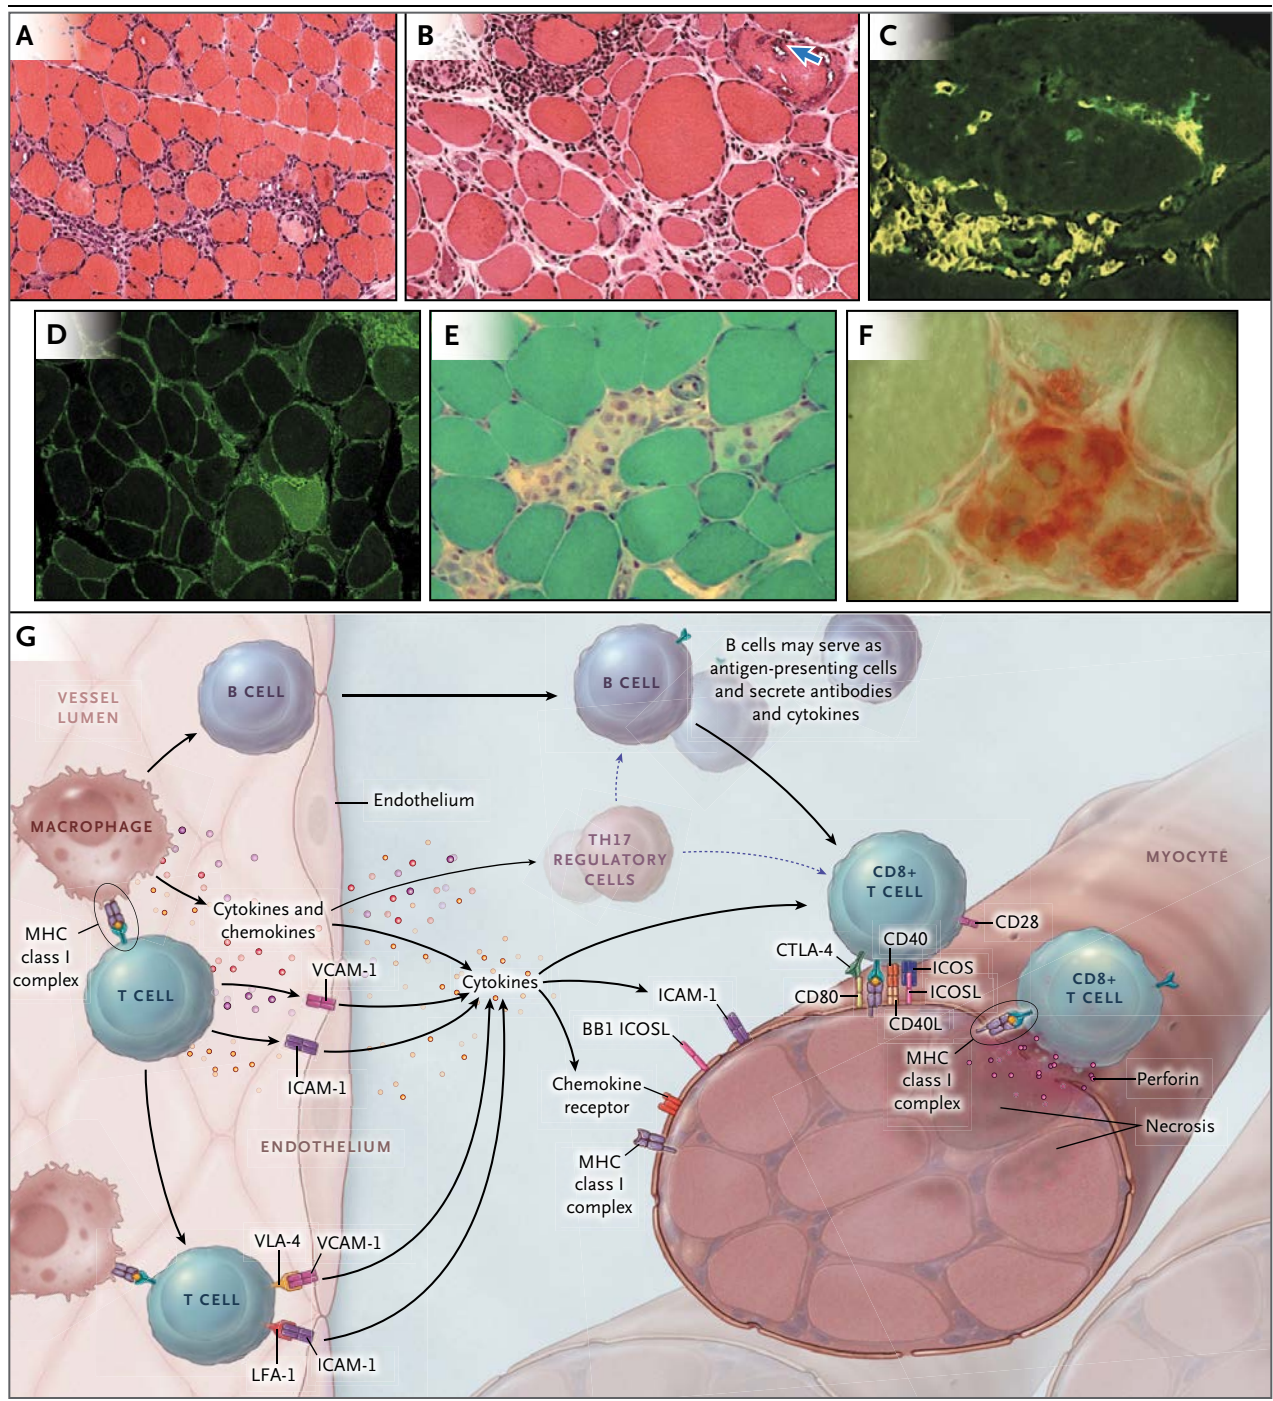 A
B
C
D
E
F
G
VESSEL
LUMEN
B CELL
B CELL
B cells may serve as
antigen-presenting cells
and secrete antibodies
and cytokines
Endothelium
MACROPHAGE
TH17
REGULATORY
CELLS
MYOCYTE
CD8+
T CELL
Cytokines and
chemokines
MHC
class I
complex
T CELL
VCAM-1
ICAM-1
Cytokines
CD28
CTLA-4
CD40
ICOS
ICOSL
CD80
CD40L
CD8+
T CELL
ICAM-1
BB1 ICOSL
Chemokine
receptor
MHC
class I
complex
MHC
class I
complex
Perforin
Necrosis
ENDOTHELIUM
VLA-4
VCAM-1
T CELL
LFA-1
ICAM-1